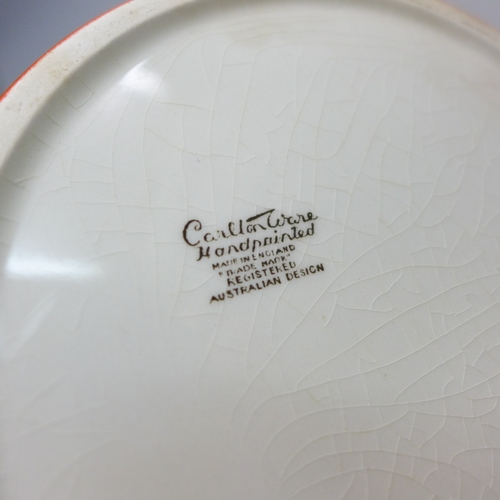 Carlton Ware
Handpainted
MADE IN ENGLAND
"TRADE MARK"
REGISTERED
AUSTRALIAN DESIGN